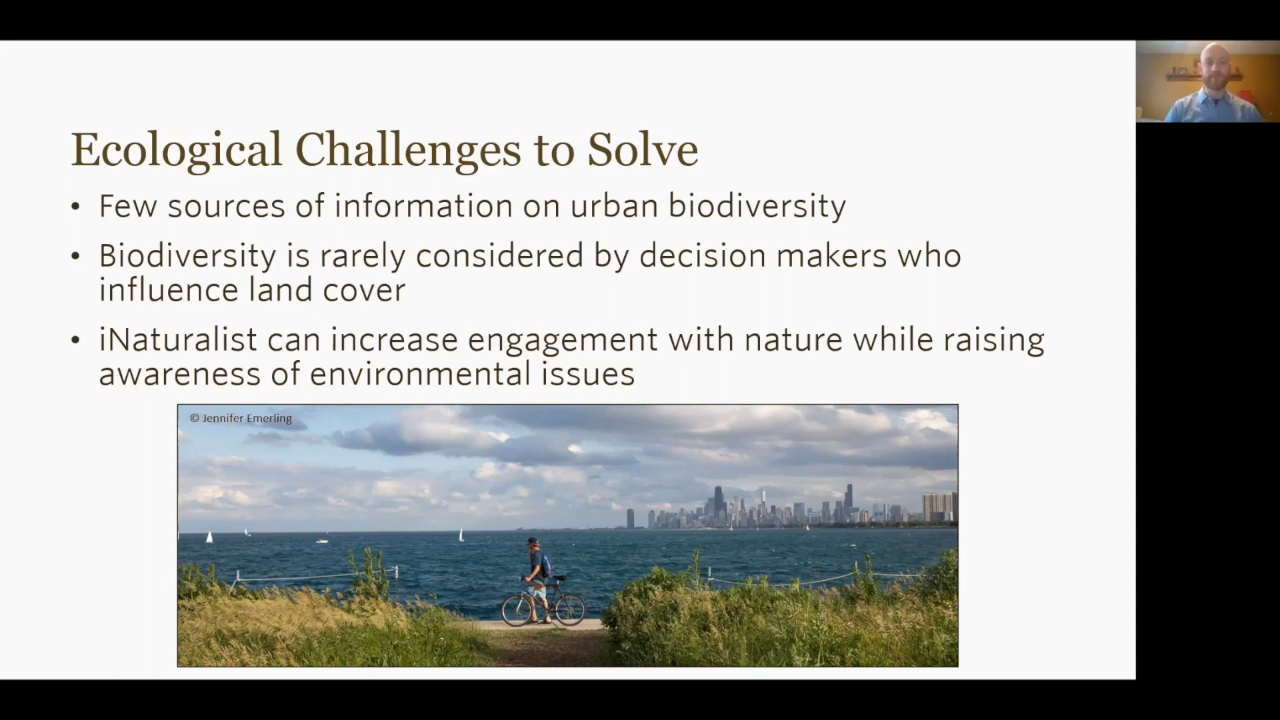 Ecological Challenges to Solve
• Few sources of information on urban biodiversity
• Biodiversity is rarely considered by decision makers who
influence land cover
• iNaturalist can increase engagement with nature while raising
awareness of environmental issues
© Jennifer Emerling